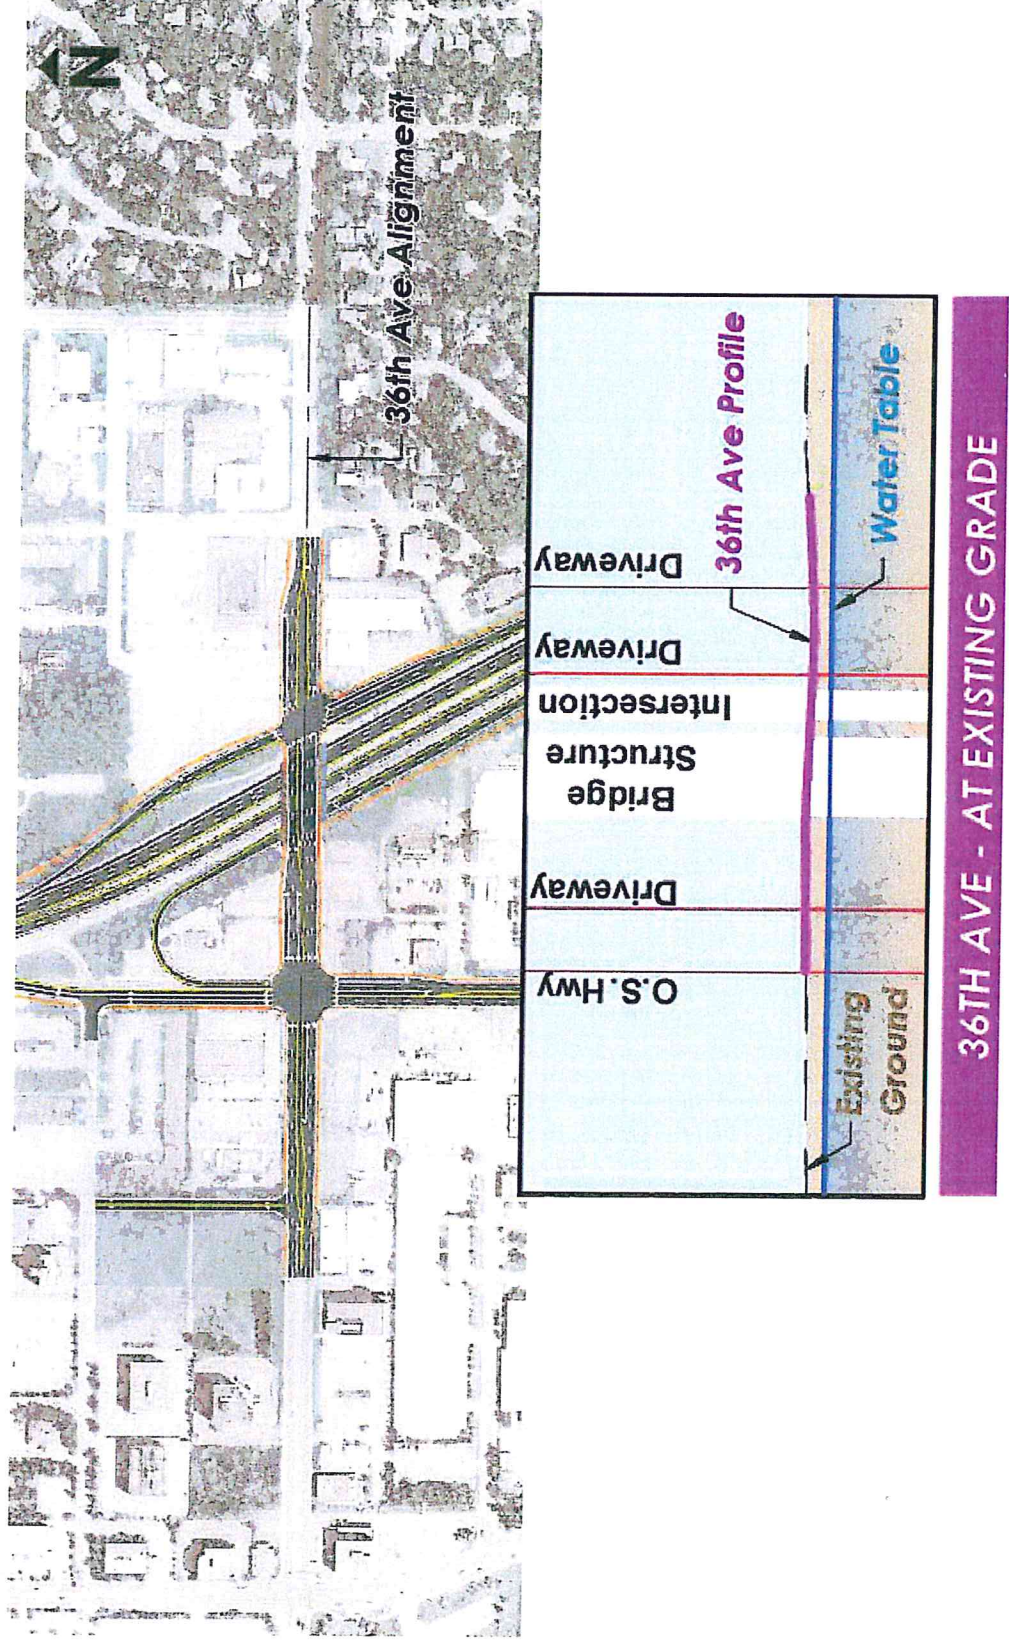 N
36th Ave Alignment
O.S.Hwy
Driveway
Bridge
Structure
Intersection
Driveway
Driveway
36th Ave Profile
Existing
Ground
Water Table
36TH AVE - AT EXISTING GRADE